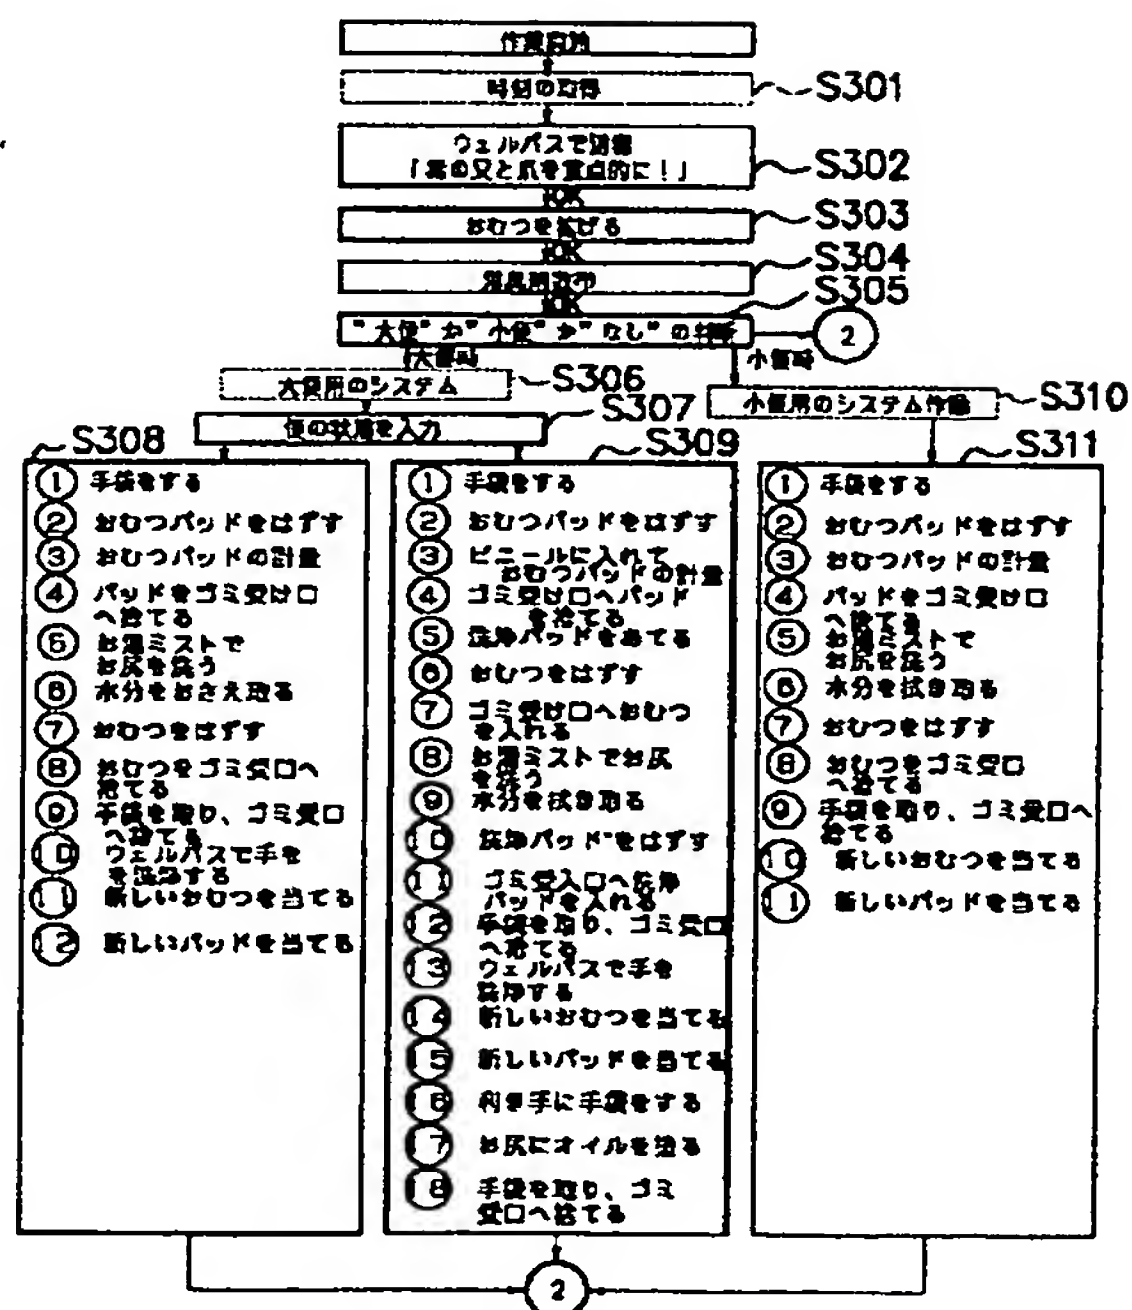 作業開始
時刻の取得
S301
ウェルパスで消毒
「指の又と爪を重点的に！」
S302
OK
おむつを拡げる
S303
OK
消臭剤散布
S304
OK
"大便"か"小便"か"なし"の判断
S305
2
大便時
小便時
大便用のシステム
S306
便の状態を入力
S307
小便用のシステム作動
S310
S308
① 手袋をする
② おむつパッドをはずす
③ おむつパッドの計量
④ パッドをゴミ受け口
へ捨てる
⑤ お湯ミストで
お尻を洗う
⑥ 水分をおさえ取る
⑦ おむつをはずす
⑧ おむつをゴミ受口へ
捨てる
⑨ 手袋を取り、ゴミ受口
へ捨てる
⑩ ウェルパスで手を
を洗浄する
⑪ 新しいおむつを当てる
⑫ 新しいパッドを当てる
S309
① 手袋をする
② おむつパッドをはずす
③ ビニールに入れて
おむつパッドの計量
④ ゴミ受け口へパッド
を捨てる
⑤ 洗浄パッドをあてる
⑥ おむつをはずす
⑦ ゴミ受け口へおむつ
を入れる
⑧ お湯ミストでお尻
を洗う
⑨ 水分を拭き取る
⑩ 洗浄パッドをはずす
⑪ ゴミ受入口へ洗浄
パッドを入れる
⑫ 手袋を取り、ゴミ受口
へ捨てる
⑬ ウェルパスで手を
洗浄する
⑭ 新しいおむつを当てる
⑮ 新しいパッドを当てる
⑯ 利き手に手袋をする
⑰ お尻にオイルを塗る
⑱ 手袋を取り、ゴミ
受口へ捨てる
S311
① 手袋をする
② おむつパッドをはずす
③ おむつパッドの計量
④ パッドをゴミ受け口
へ捨てる
⑤ お湯ミストで
お尻を洗う
⑥ 水分を拭き取る
⑦ おむつをはずす
⑧ おむつをゴミ受口
へ捨てる
⑨ 手袋を取り、ゴミ受口へ
捨てる
⑩ 新しいおむつを当てる
⑪ 新しいパッドを当てる
2